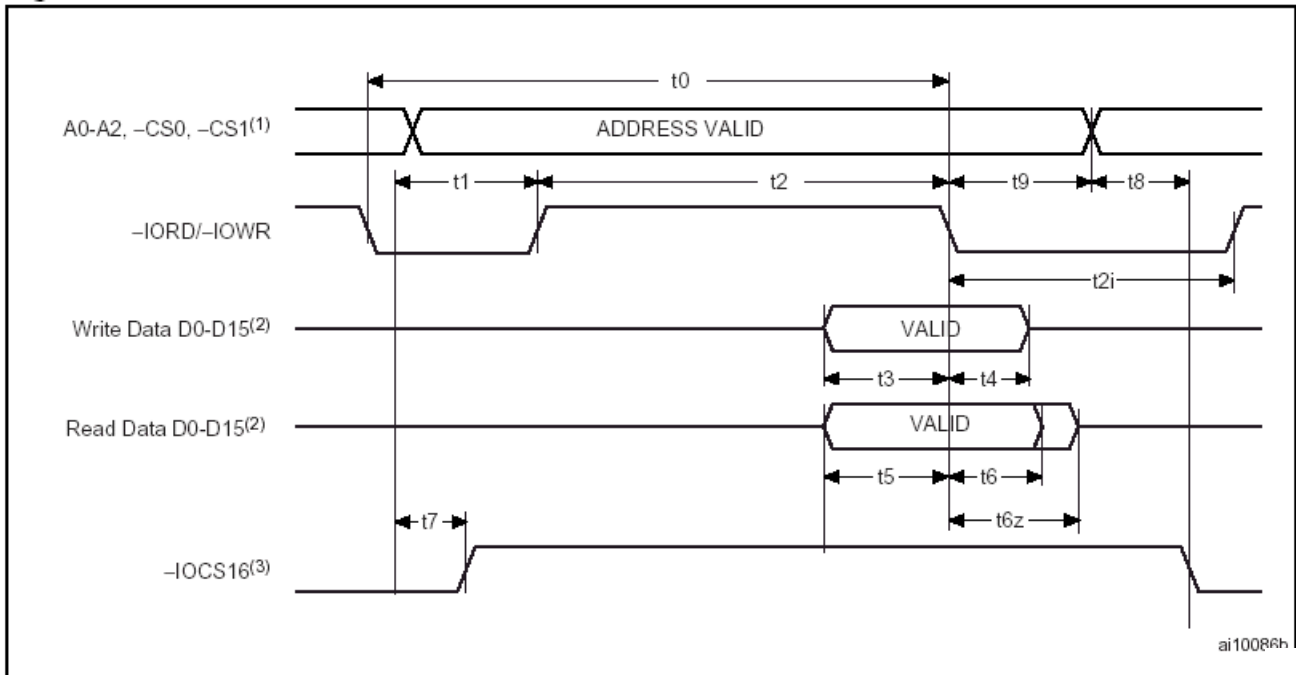 t0
A0-A2, –CS0, –CS1(1)
ADDRESS VALID
t1
t2
t9
t8
–IORD/–IOWR
t2i
Write Data D0-D15(2)
VALID
t3
t4
Read Data D0-D15(2)
VALID
t5
t6
t7
t6z
–IOCS16(3)
ai10086b